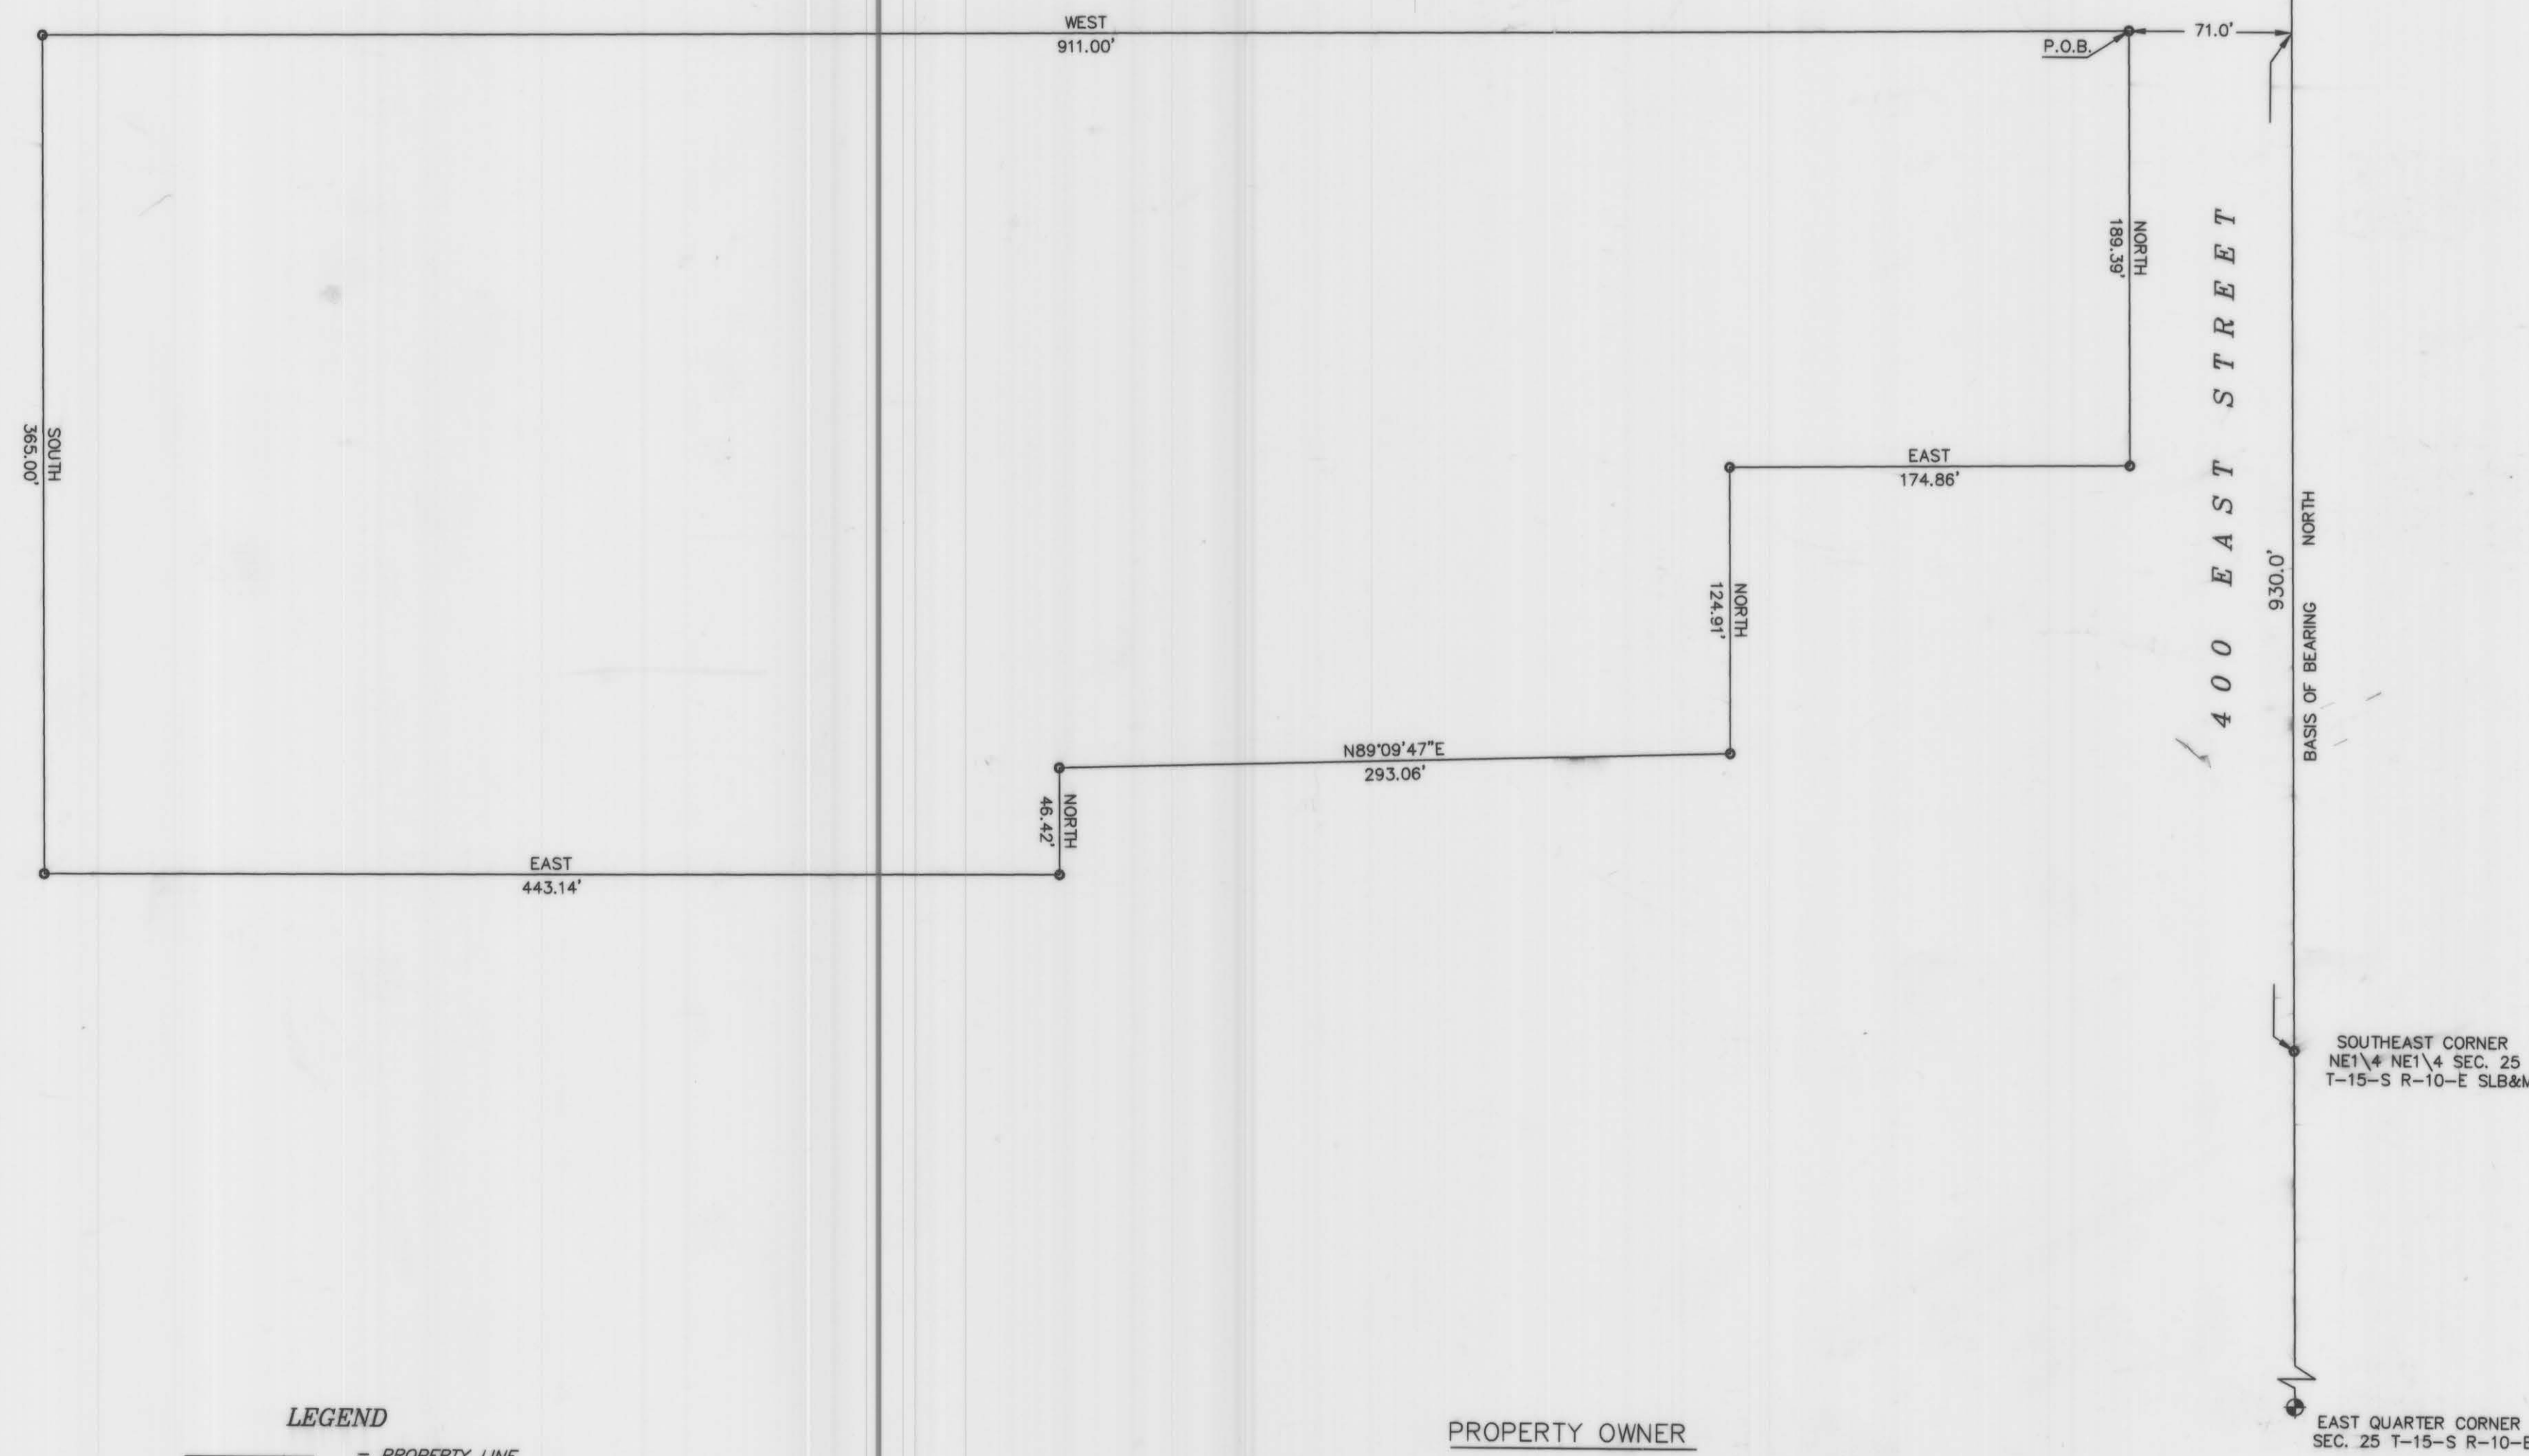 WEST
911.00'
P.O.B.
71.0'
NORTH
189.39'
400 EAST STREET
SOUTH
365.00'
EAST
174.86'
930.0'
BASIS OF BEARING NORTH
NORTH
124.91'
N89°09'47"E
293.06'
NORTH
46.42'
EAST
443.14'
SOUTHEAST CORNER
NE1\4 NE1\4 SEC. 25
T-15-S R-10-E SLB&M
LEGEND
= PROPERTY LINE
PROPERTY OWNER
EAST QUARTER CORNER
SEC. 25 T-15-S R-10-E